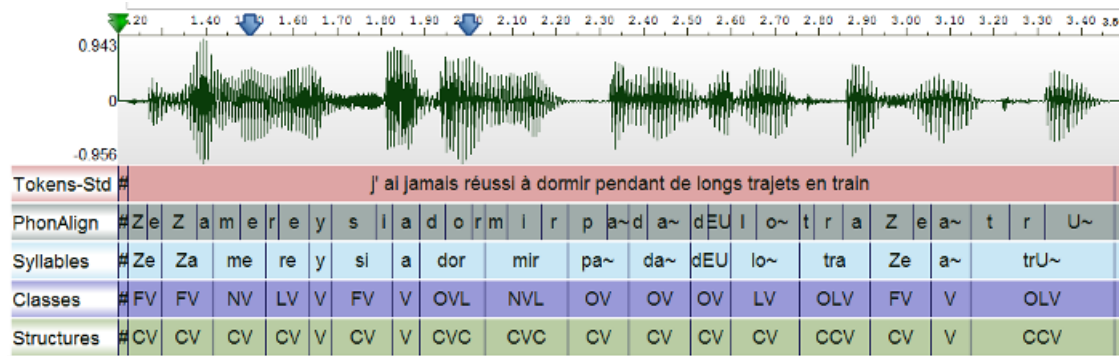 1.20 1.40 1.50 1.60 1.70 1.80 1.90 2.00 2.10 2.20 2.30 2.40 2.50 2.60 2.70 2.80 2.90 3.00 3.10 3.20 3.30 3.40 3.5
0.943
0
-0.956
Tokens-Std # j' ai jamais réussi à dormir pendant de longs trajets en train
PhonAlign # Z e Z a m e r e y s i a d o r m i r p a~ d a~ d EU l o~ t r a Z e a~ t r U~
Syllables # Ze Za me re y si a dor mir pa~ da~ dEU lo~ tra Ze a~ trU~
Classes # FV FV NV LV V FV V OVL NVL OV OV OV LV OLV FV V OLV
Structures # CV CV CV CV V CV V CVC CVC CV CV CV CV CCV CV V CCV